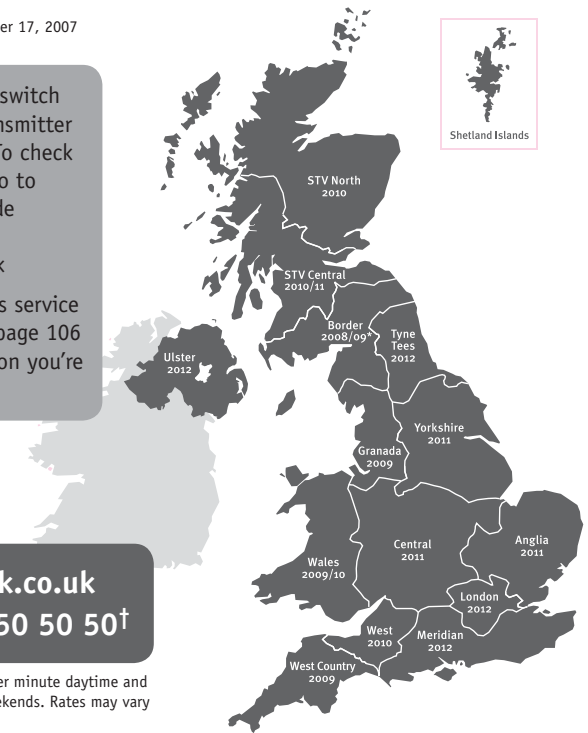 er 17, 2007
switch
nsmitter
o check
o to
de
k
s service
page 106
on you're
k.co.uk
50 50 50†
er minute daytime and
ekends. Rates may vary
Shetland Islands
STV North
2010
STV Central
2010/11
Border
2008/09*
Tyne
Tees
2012
Ulster
2012
Yorkshire
2011
Granada
2009
Central
2011
Anglia
2011
Wales
2009/10
London
2012
West
2010
Meridian
2012
West Country
2009